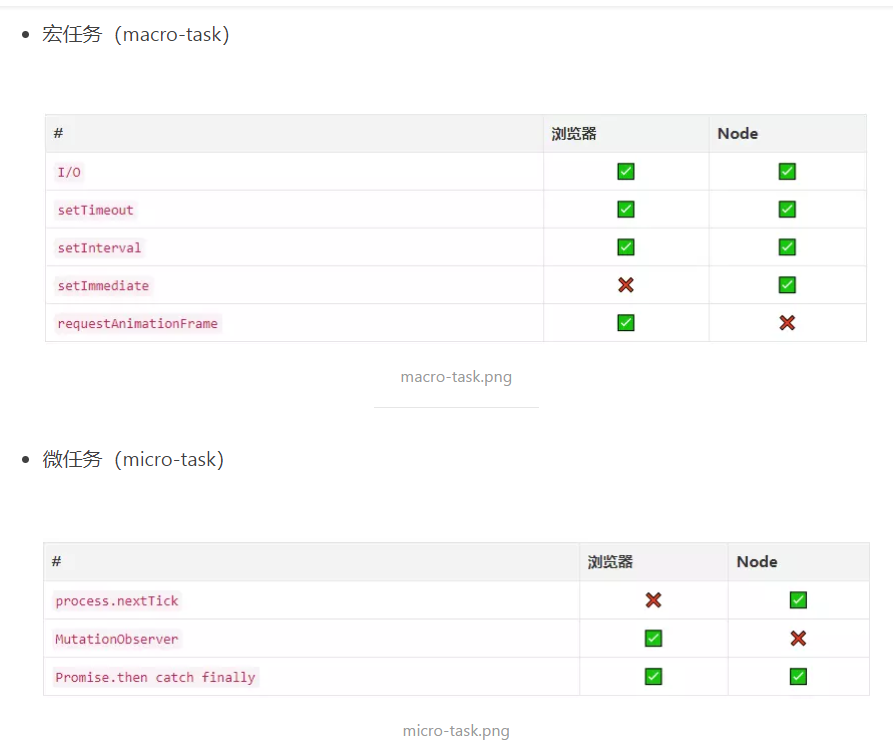 宏任务（macro-task）
# 浏览器 Node
I/O ✅ ✅
setTimeout ✅ ✅
setInterval ✅ ✅
setImmediate ❌ ✅
requestAnimationFrame ✅ ❌
macro-task.png
微任务（micro-task）
# 浏览器 Node
process.nextTick ❌ ✅
MutationObserver ✅ ❌
Promise.then catch finally ✅ ✅
micro-task.png